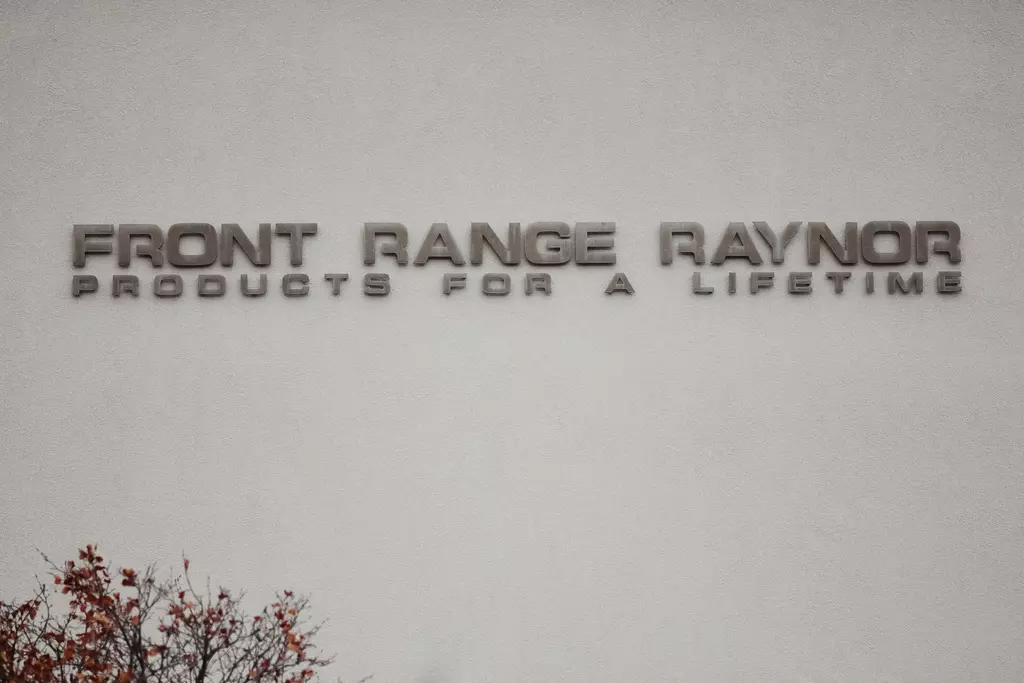 FRONT RANGE RAYNOR
PRODUCTS FOR A LIFETIME